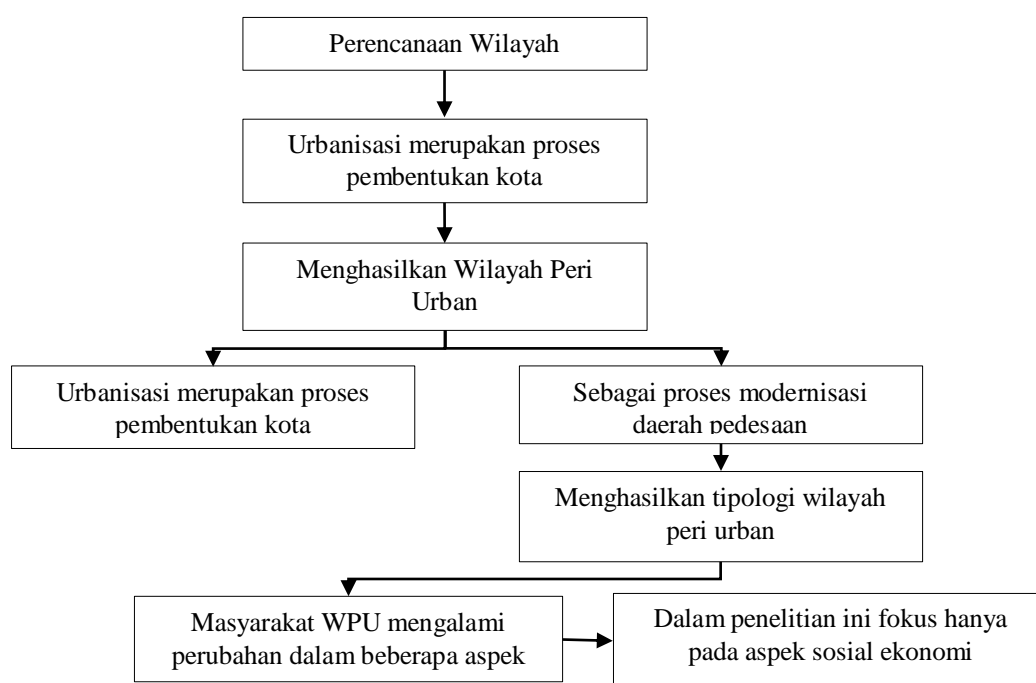 Perencanaan Wilayah
Urbanisasi merupakan proses
pembentukan kota
Menghasilkan Wilayah Peri
Urban
Urbanisasi merupakan proses
pembentukan kota
Sebagai proses modernisasi
daerah pedesaan
Menghasilkan tipologi wilayah
peri urban
Masyarakat WPU mengalami
perubahan dalam beberapa aspek
Dalam penelitian ini fokus hanya
pada aspek sosial ekonomi